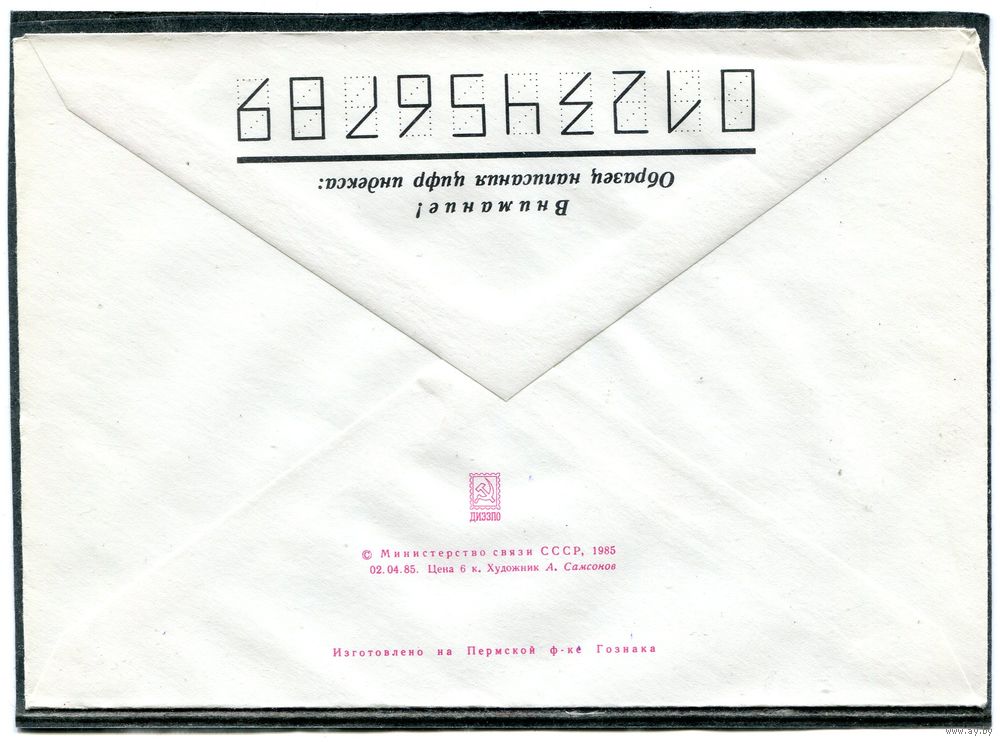 Внимание!
Образец написания цифр индекса:
0123456789
ДИЭЗПО
© Министерство связи СССР, 1985
02.04.85. Цена 6 к. Художник А. Самсонов
Изготовлено на Пермской ф-ке Гознака
www.ay.by